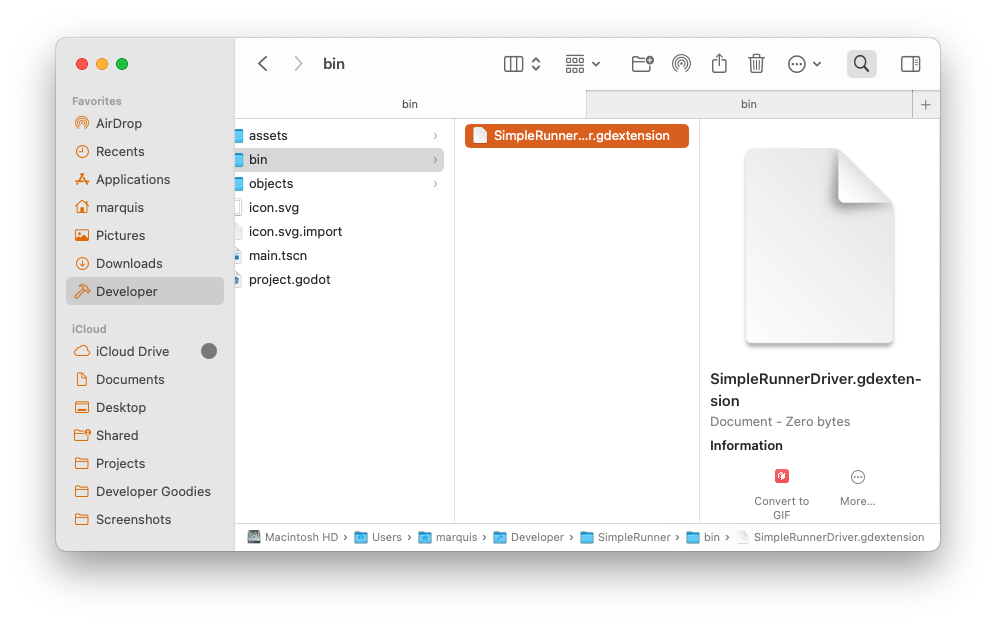 bin
bin
bin
Favorites
AirDrop
Recents
Applications
marquis
Pictures
Downloads
Developer
iCloud
iCloud Drive
Documents
Desktop
Shared
Projects
Developer Goodies
Screenshots
assets
bin
objects
icon.svg
icon.svg.import
main.tscn
project.godot
SimpleRunner...r.gdextension
SimpleRunnerDriver.gdexten-
sion
Document - Zero bytes
Information
Convert to
GIF
More...
Macintosh HD › Users › marquis › Developer › SimpleRunner › bin › SimpleRunnerDriver.gdextension